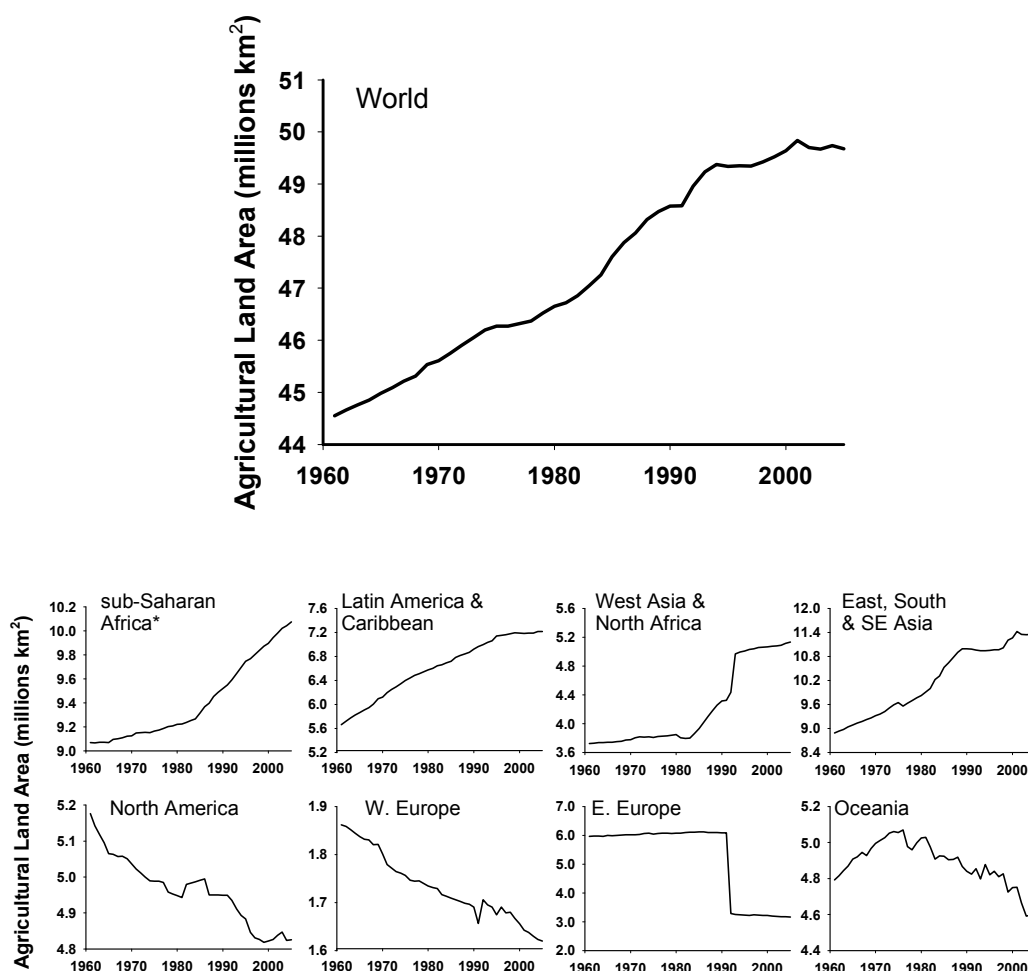 Agricultural Land Area (millions km²)
World
51
50
49
48
47
46
45
44
1960 1970 1980 1990 2000
Agricultural Land Area (millions km²)
sub-Saharan
Africa*
10.2
10.0
9.8
9.6
9.4
9.2
9.0
1960 1970 1980 1990 2000
Latin America &
Caribbean
7.6
7.2
6.8
6.4
6.0
5.6
5.2
1960 1970 1980 1990 2000
West Asia &
North Africa
5.6
5.2
4.8
4.4
4.0
3.6
1960 1970 1980 1990 2000
East, South
& SE Asia
12.0
11.4
10.8
10.2
9.6
9.0
8.4
1960 1970 1980 1990 2000
North America
5.2
5.1
5.0
4.9
4.8
1960 1970 1980 1990 2000
W. Europe
1.9
1.8
1.7
1.6
1960 1970 1980 1990 2000
E. Europe
7.0
6.0
5.0
4.0
3.0
2.0
1960 1970 1980 1990 2000
Oceania
5.2
5.0
4.8
4.6
4.4
1960 1970 1980 1990 2000